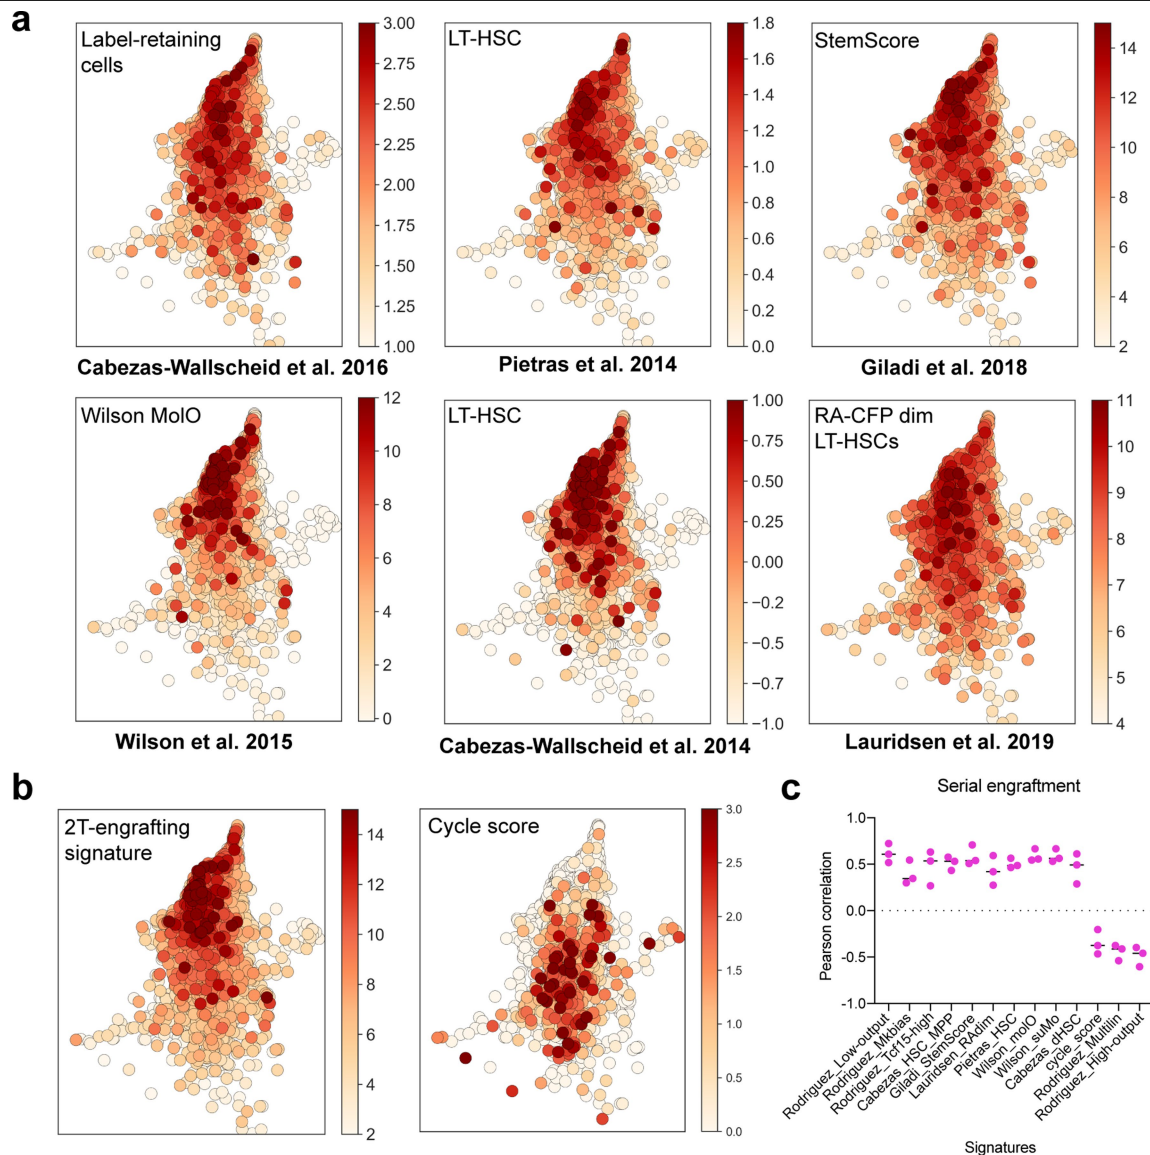 a
Label-retaining
cells
3.00
2.75
2.50
2.25
2.00
1.75
1.50
1.25
1.00
Cabezas-Wallscheid et al. 2016
LT-HSC
1.8
1.6
1.4
1.2
1.0
0.8
0.6
0.4
0.2
0.0
Pietras et al. 2014
StemScore
14
12
10
8
6
4
2
Giladi et al. 2018
Wilson MolO
12
10
8
6
4
2
0
Wilson et al. 2015
LT-HSC
1.00
0.75
0.50
0.25
0.00
−0.2
−0.5
−0.7
−1.0
Cabezas-Wallscheid et al. 2014
RA-CFP dim
LT-HSCs
11
10
9
8
7
6
5
4
Lauridsen et al. 2019
b
2T-engrafting
signature
14
12
10
8
6
4
2
Cycle score
3.0
2.5
2.0
1.5
1.0
0.5
0.0
c
Serial engraftment
Pearson correlation
1.0
0.5
0.0
-0.5
-1.0
Rodriguez_Low-output
Rodriguez_Mkbias
Rodriguez_Tcf15-high
Cabezas_HSC_MPP
Giladi_StemScore
Lauridsen_RAdim
Pietras_HSC
Wilson_molO
Wilson_suMo
Cabezas_dHSC
cycle_score
Rodriguez_Multilin
Rodriguez_High-output
Signatures